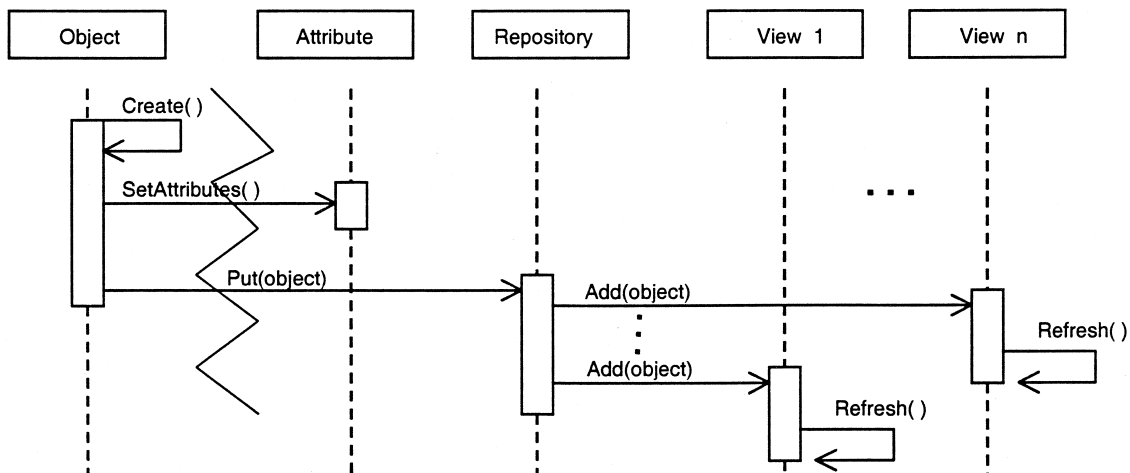 Object
Attribute
Repository
View 1
View n
Create( )
SetAttributes( )
Put(object)
Add(object)
Refresh( )
Add(object)
Refresh( )